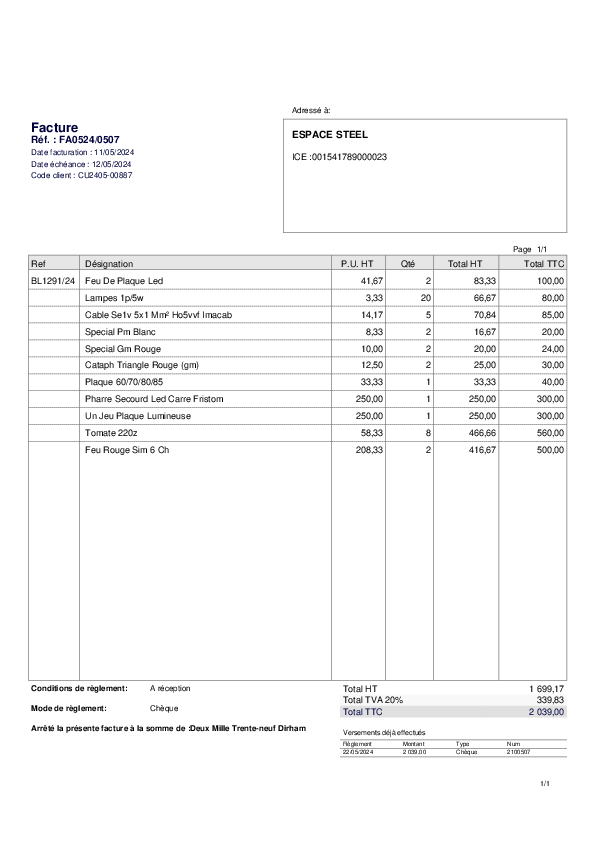 Adressé à:
Facture
Réf. : FA0524/0507
Date facturation : 11/05/2024
Date échéance : 12/05/2024
Code client : CU2405-00887
ESPACE STEEL
ICE :001541789000023
Page 1/1
Ref Désignation P.U. HT Qté Total HT Total TTC
BL1291/24 Feu De Plaque Led 41,67 2 83,33 100,00
Lampes 1p/5w 3,33 20 66,67 80,00
Cable Se1v 5x1 Mm² Ho5vvf Imacab 14,17 5 70,84 85,00
Special Pm Blanc 8,33 2 16,67 20,00
Special Gm Rouge 10,00 2 20,00 24,00
Cataph Triangle Rouge (gm) 12,50 2 25,00 30,00
Plaque 60/70/80/85 33,33 1 33,33 40,00
Pharre Secourd Led Carre Fristom 250,00 1 250,00 300,00
Un Jeu Plaque Lumineuse 250,00 1 250,00 300,00
Tomate 220z 58,33 8 466,66 560,00
Feu Rouge Sim 6 Ch 208,33 2 416,67 500,00
Conditions de règlement: A réception
Mode de règlement: Chèque
Arrêté la présente facture à la somme de :Deux Mille Trente-neuf Dirham
Total HT 1 699,17
Total TVA 20% 339,83
Total TTC 2 039,00
Versements déjà effectués
Règlement Montant Type Num
22/05/2024 2 039,00 Chèque 2100507
1/1